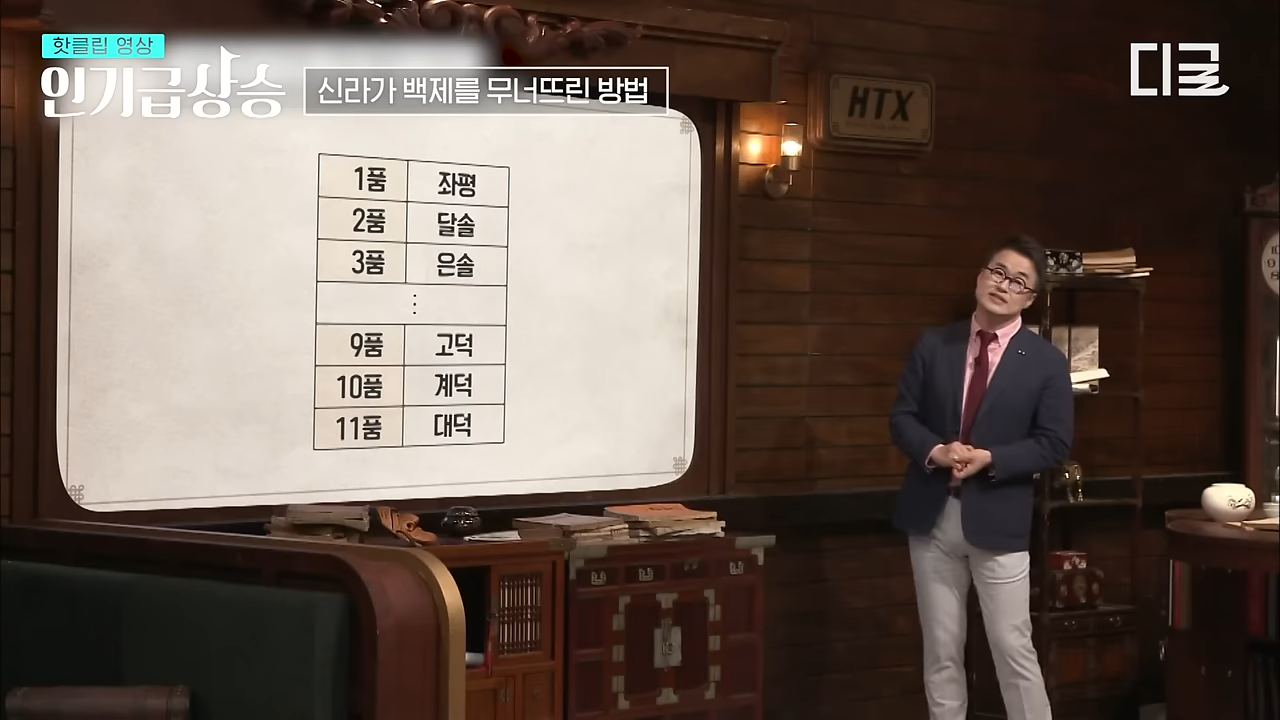 핫클립 영상
인기급상승
신라가 백제를 무너뜨린 방법
디글
HTX
1품 좌평
2품 달솔
3품 은솔
⋮
9품 고덕
10품 계덕
11품 대덕